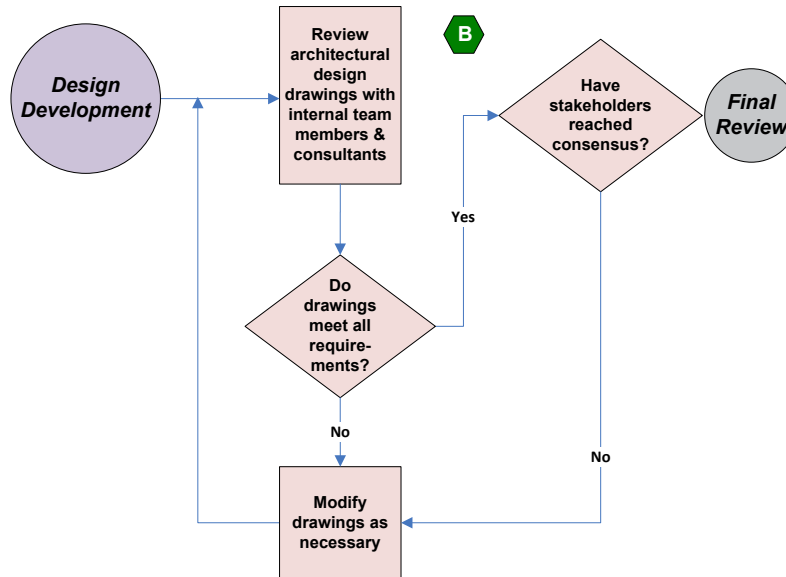 Design
Development
Review
architectural
design
drawings with
internal team
members &
consultants
B
Have
stakeholders
reached
consensus?
Final
Review
Yes
Do
drawings
meet all
require-
ments?
No
No
Modify
drawings as
necessary